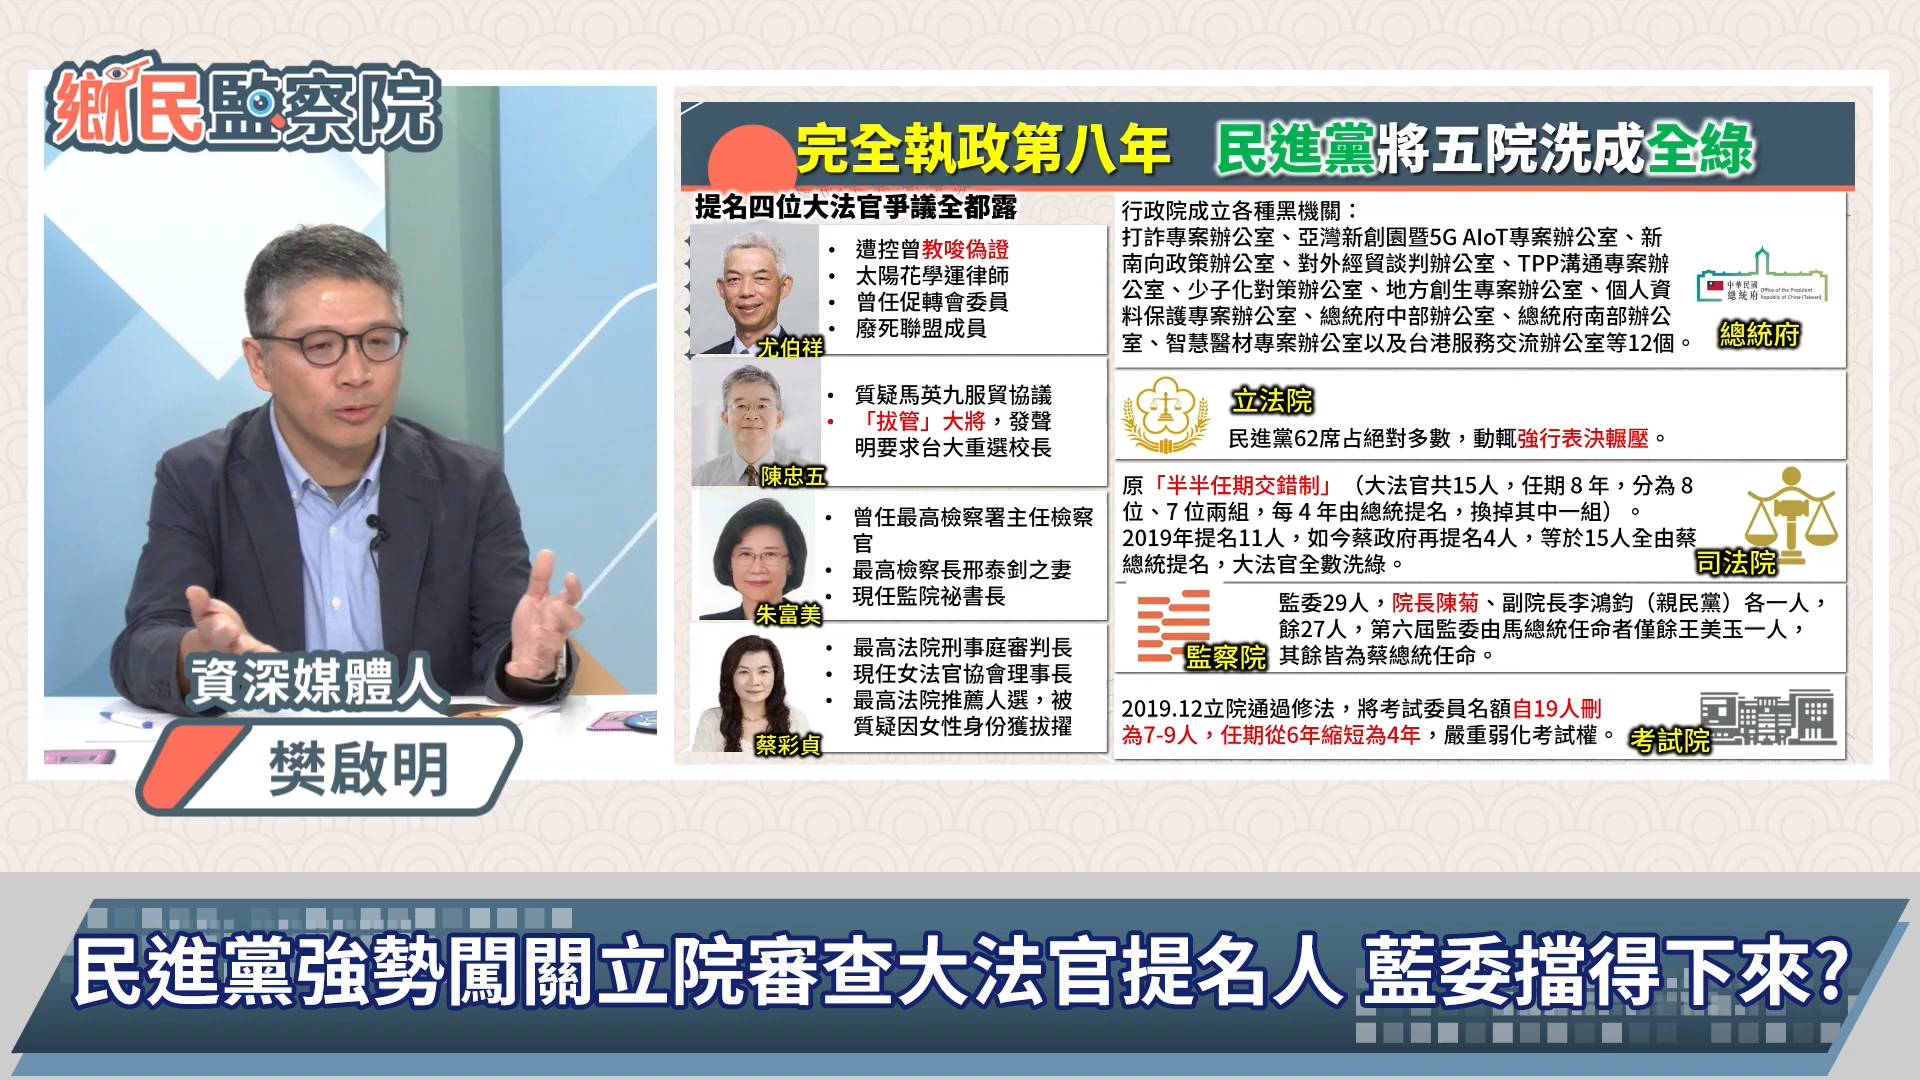 鄉民監察院
完全執政第八年 民進黨將五院洗成全綠
提名四位大法官爭議全都露
• 遭控曾教唆偽證
• 太陽花學運律師
• 曾任促轉會委員
• 廢死聯盟成員
尤伯祥
• 質疑馬英九服貿協議
• 「拔管」大將，發聲
明要求台大重選校長
陳忠五
• 曾任最高檢察署主任檢察
官
• 最高檢察長邢泰釗之妻
• 現任監院祕書長
朱富美
• 最高法院刑事庭審判長
• 現任女法官協會理事長
• 最高法院推薦人選，被
質疑因女性身份獲拔擢
蔡彩貞
行政院成立各種黑機關：
打詐專案辦公室、亞灣新創園暨5G AIoT專案辦公室、新
南向政策辦公室、對外經貿談判辦公室、TPP溝通專案辦
公室、少子化對策辦公室、地方創生專案辦公室、個人資
料保護專案辦公室、總統府中部辦公室、總統府南部辦公
室、智慧醫材專案辦公室以及台港服務交流辦公室等12個。
中華民國
總統府
Office of the President
Republic of China (Taiwan)
總統府
立法院
民進黨62席占絕對多數，動輒強行表決輾壓。
原「半半任期交錯制」（大法官共15人，任期 8 年，分為 8
位、7 位兩組，每 4 年由總統提名，換掉其中一組）。
2019年提名11人，如今蔡政府再提名4人，等於15人全由蔡
總統提名，大法官全數洗綠。
司法院
監委29人，院長陳菊、副院長李鴻鈞（親民黨）各一人，
餘27人，第六屆監委由馬總統任命者僅餘王美玉一人，
其餘皆為蔡總統任命。
監察院
2019.12立院通過修法，將考試委員名額自19人刪
為7-9人，任期從6年縮短為4年，嚴重弱化考試權。
考試院
資深媒體人
樊啟明
民進黨強勢闖關立院審查大法官提名人 藍委擋得下來?